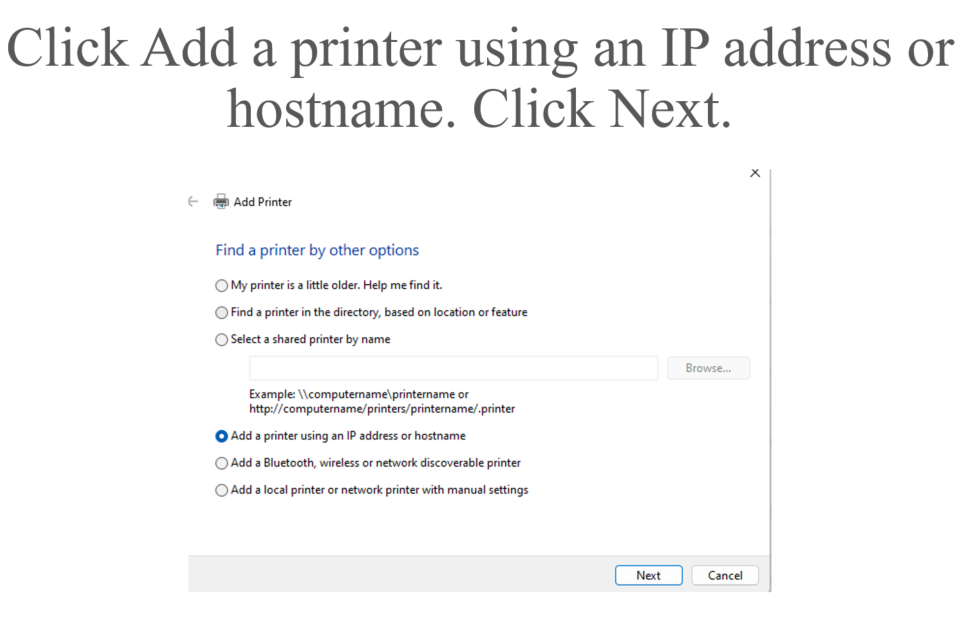 Click Add a printer using an IP address or
hostname. Click Next.
Add Printer
Find a printer by other options
My printer is a little older. Help me find it.
Find a printer in the directory, based on location or feature
Select a shared printer by name
Browse...
Example: \\computername\printername or
http://computername/printers/printername/.printer
Add a printer using an IP address or hostname
Add a Bluetooth, wireless or network discoverable printer
Add a local printer or network printer with manual settings
Next Cancel